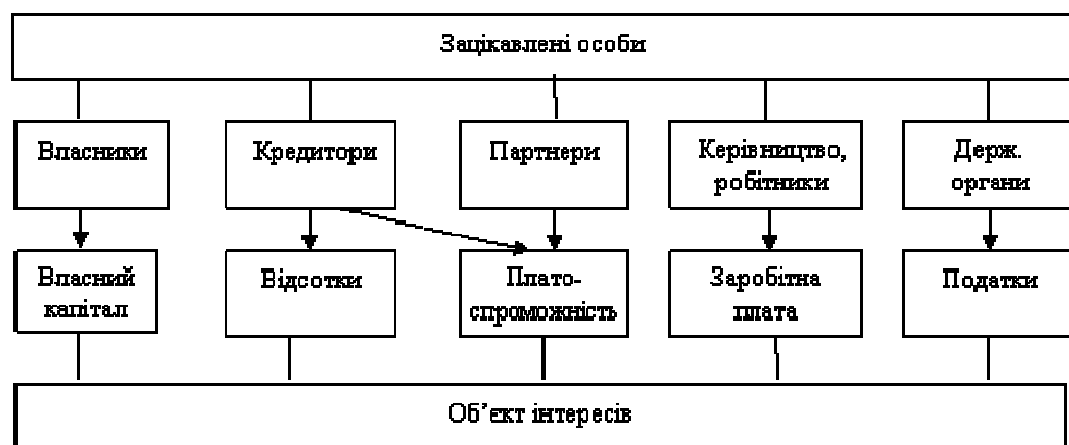 Зацікавлені особи
Власники
Кредитори
Партнери
Керівництво,
робітники
Держ.
органи
Власний
капітал
Відсотки
Плато-
спроможність
Заробітна
плата
Податки
Об’єкт інтересів